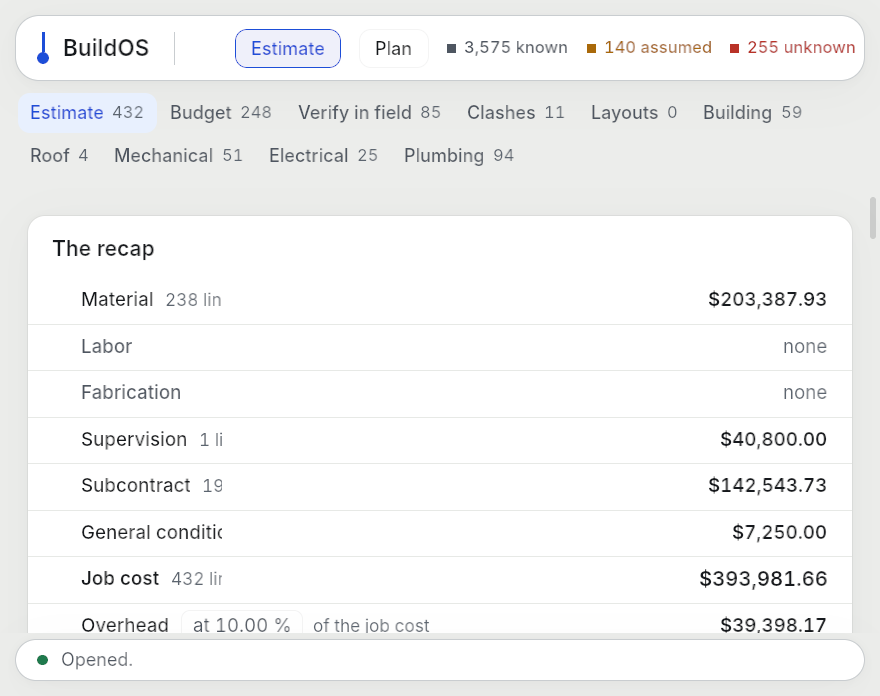 BuildOS Estimate Plan 3,575 known 140 assumed 255 unknown
Estimate 432 Budget 248 Verify in field 85 Clashes 11 Layouts 0 Building 59
Roof 4 Mechanical 51 Electrical 25 Plumbing 94
The recap
Material 238 lin $203,387.93
Labor none
Fabrication none
Supervision 1 li $40,800.00
Subcontract 19 $142,543.73
General conditic $7,250.00
Job cost 432 lin $393,981.66
Overhead at 10.00 % of the job cost $39,398.17
Opened.